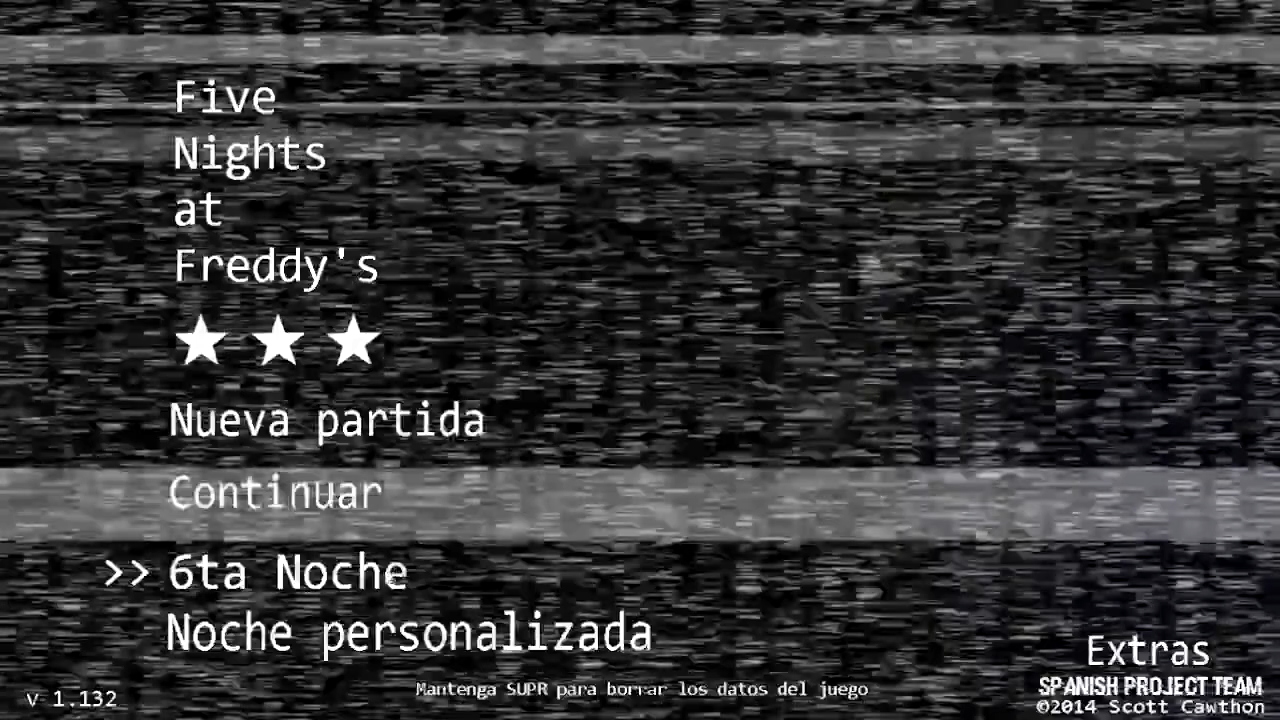 Five
Nights
at
Freddy's
★ ★ ★
Nueva partida
Continuar
>> 6ta Noche
Noche personalizada
Extras
SPANISH PROJECT TEAM
©2014 Scott Cawthon
Mantenga SUPR para borrar los datos del juego
v 1.132